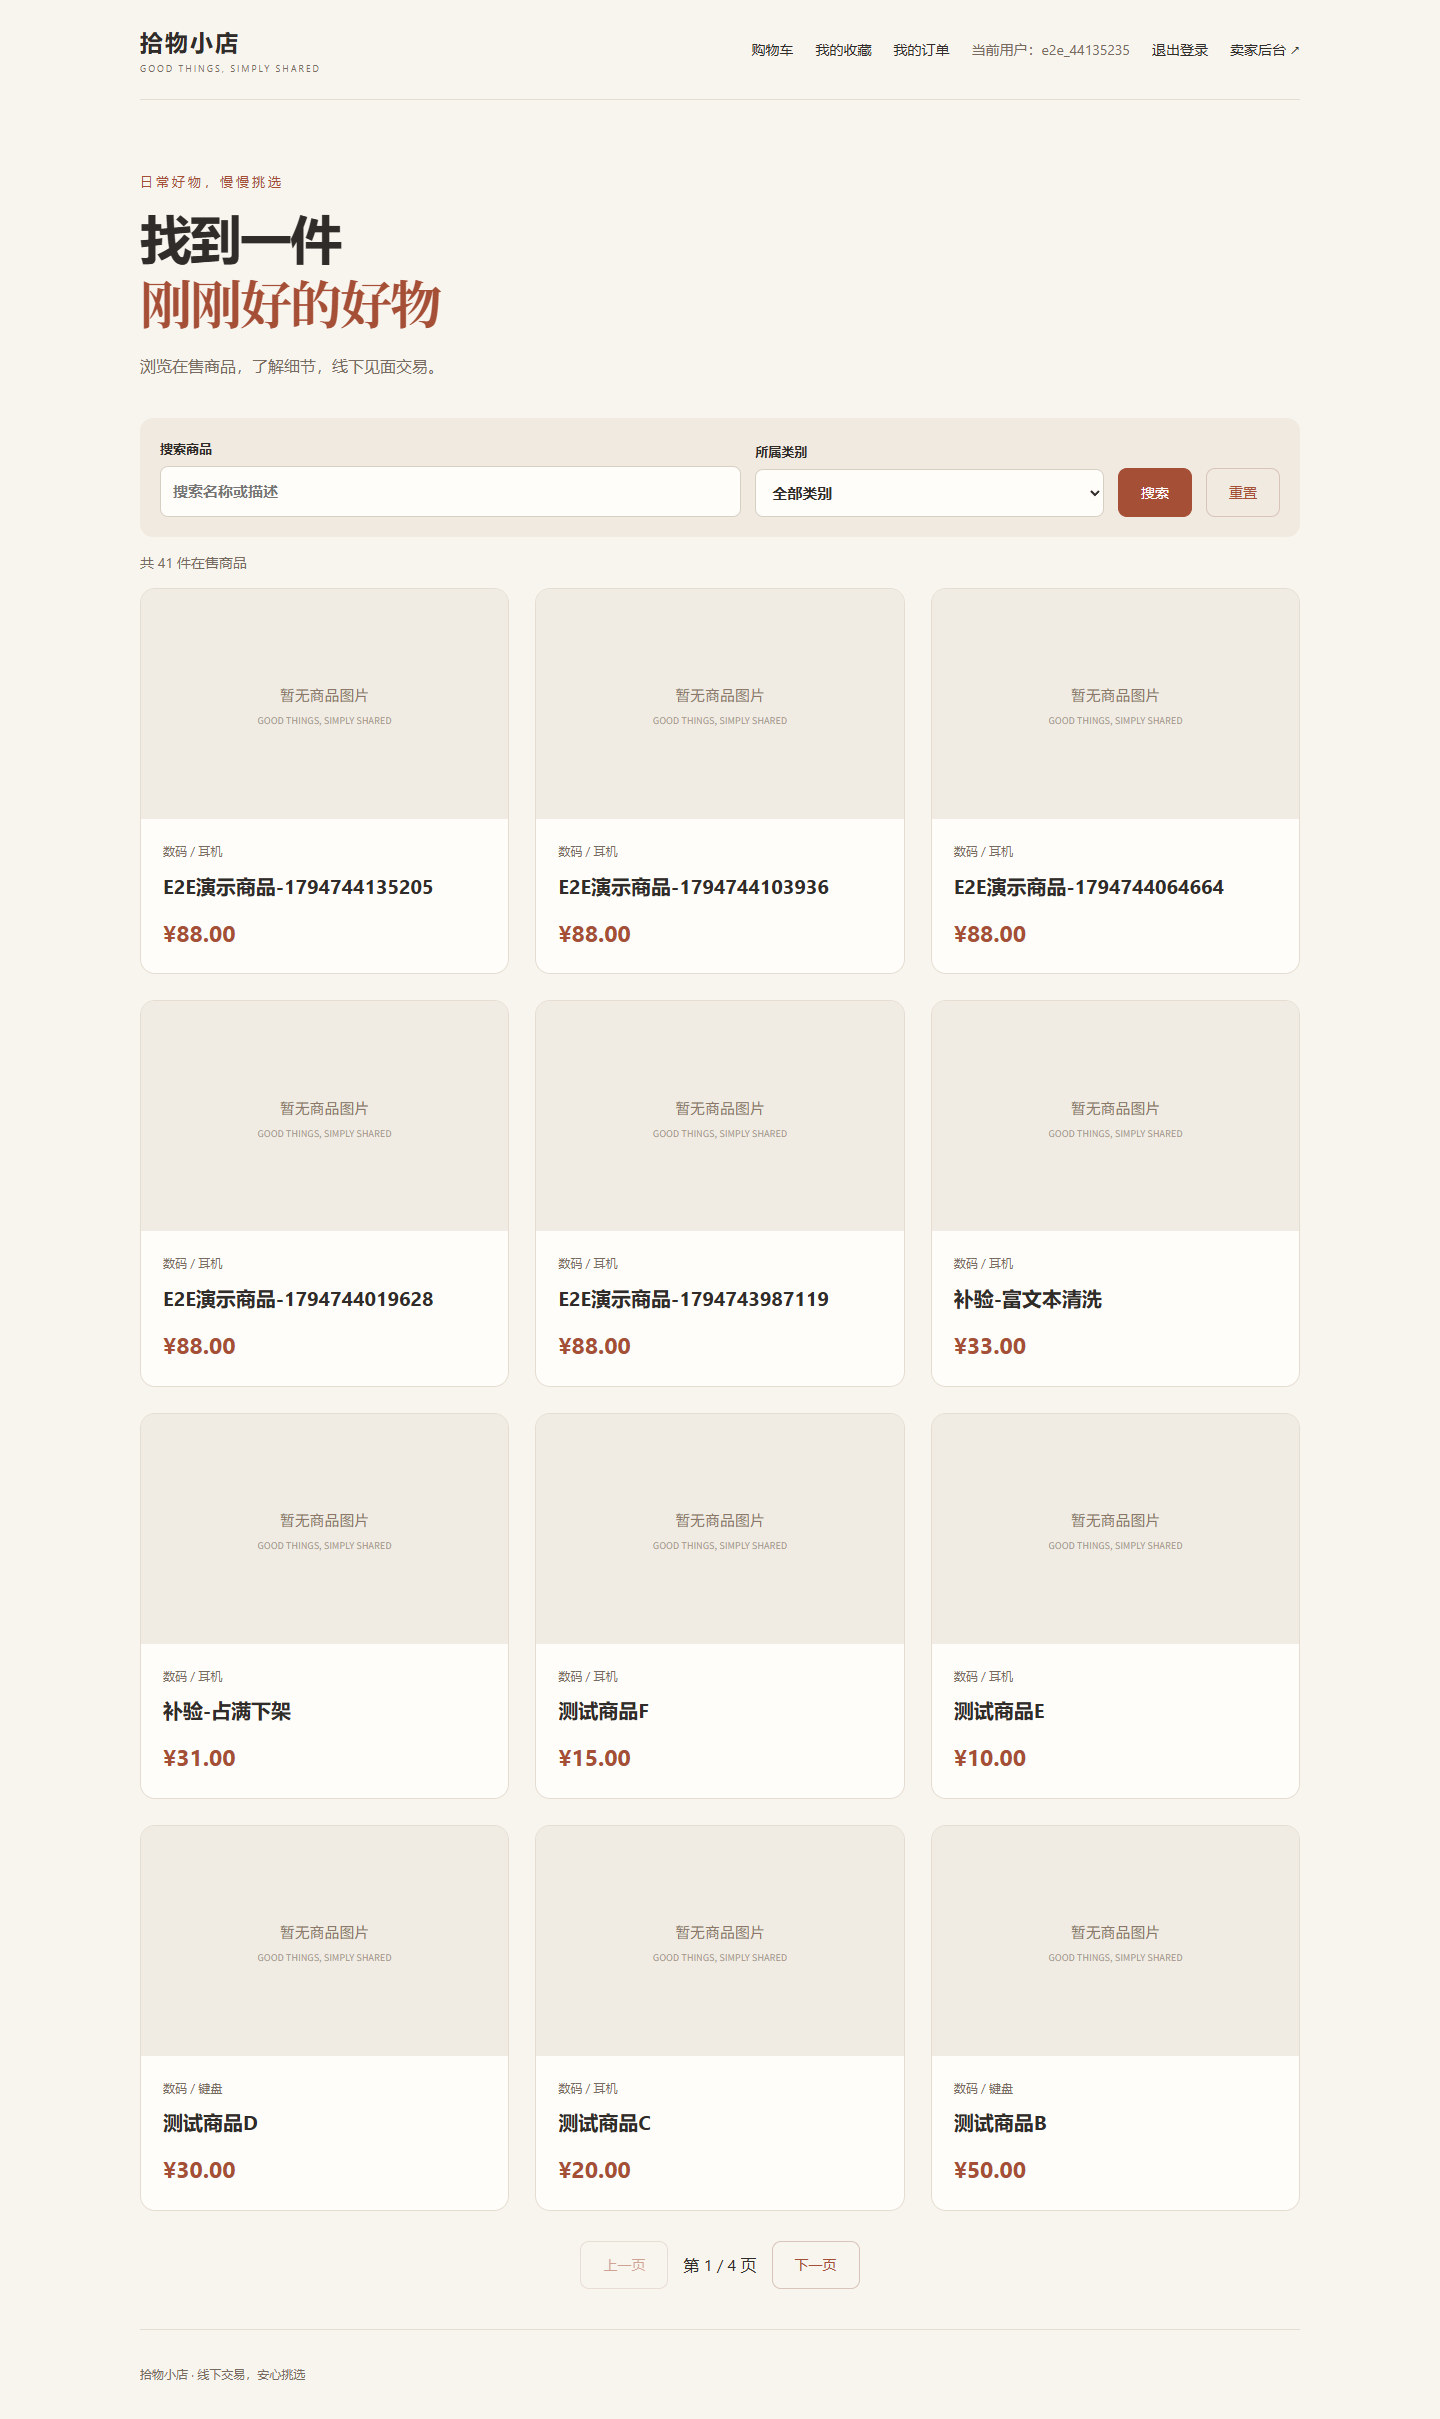 拾物小店
GOOD THINGS, SIMPLY SHARED
购物车 我的收藏 我的订单 当前用户：e2e_44135235 退出登录 卖家后台 ↗
日常好物，慢慢挑选
找到一件
刚刚好的好物
浏览在售商品，了解细节，线下见面交易。
搜索商品
所属类别
搜索名称或描述
全部类别
搜索
重置
共 41 件在售商品
暂无商品图片
GOOD THINGS, SIMPLY SHARED
数码 / 耳机
E2E演示商品-1794744135205
¥88.00
暂无商品图片
GOOD THINGS, SIMPLY SHARED
数码 / 耳机
E2E演示商品-1794744103936
¥88.00
暂无商品图片
GOOD THINGS, SIMPLY SHARED
数码 / 耳机
E2E演示商品-1794744064664
¥88.00
暂无商品图片
GOOD THINGS, SIMPLY SHARED
数码 / 耳机
E2E演示商品-1794744019628
¥88.00
暂无商品图片
GOOD THINGS, SIMPLY SHARED
数码 / 耳机
E2E演示商品-1794743987119
¥88.00
暂无商品图片
GOOD THINGS, SIMPLY SHARED
数码 / 耳机
补验-富文本清洗
¥33.00
暂无商品图片
GOOD THINGS, SIMPLY SHARED
数码 / 耳机
补验-占满下架
¥31.00
暂无商品图片
GOOD THINGS, SIMPLY SHARED
数码 / 耳机
测试商品F
¥15.00
暂无商品图片
GOOD THINGS, SIMPLY SHARED
数码 / 耳机
测试商品E
¥10.00
暂无商品图片
GOOD THINGS, SIMPLY SHARED
数码 / 键盘
测试商品D
¥30.00
暂无商品图片
GOOD THINGS, SIMPLY SHARED
数码 / 耳机
测试商品C
¥20.00
暂无商品图片
GOOD THINGS, SIMPLY SHARED
数码 / 键盘
测试商品B
¥50.00
上一页 第 1 / 4 页 下一页
拾物小店 · 线下交易，安心挑选